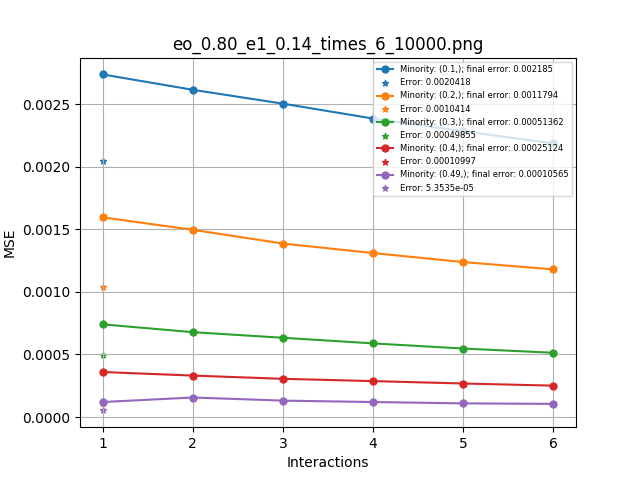 eo_0.80_e1_0.14_times_6_10000.png
Minority: (0.1,); final error: 0.002185
Error: 0.0020418
Minority: (0.2,); final error: 0.0011794
Error: 0.0010414
Minority: (0.3,); final error: 0.00051362
Error: 0.00049855
Minority: (0.4,); final error: 0.00025124
Error: 0.00010997
Minority: (0.49,); final error: 0.00010565
Error: 5.3535e-05
0.0025
0.0020
0.0015
0.0010
0.0005
0.0000
MSE
1 2 3 4 5 6
Interactions